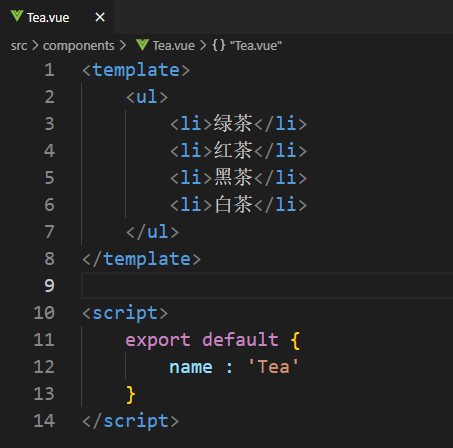 Tea.vue ×
src > components > Tea.vue > {} "Tea.vue"
1 <template>
2     <ul>
3         <li>绿茶</li>
4         <li>红茶</li>
5         <li>黑茶</li>
6         <li>白茶</li>
7     </ul>
8 </template>
9
10 <script>
11     export default {
12         name : 'Tea'
13     }
14 </script>